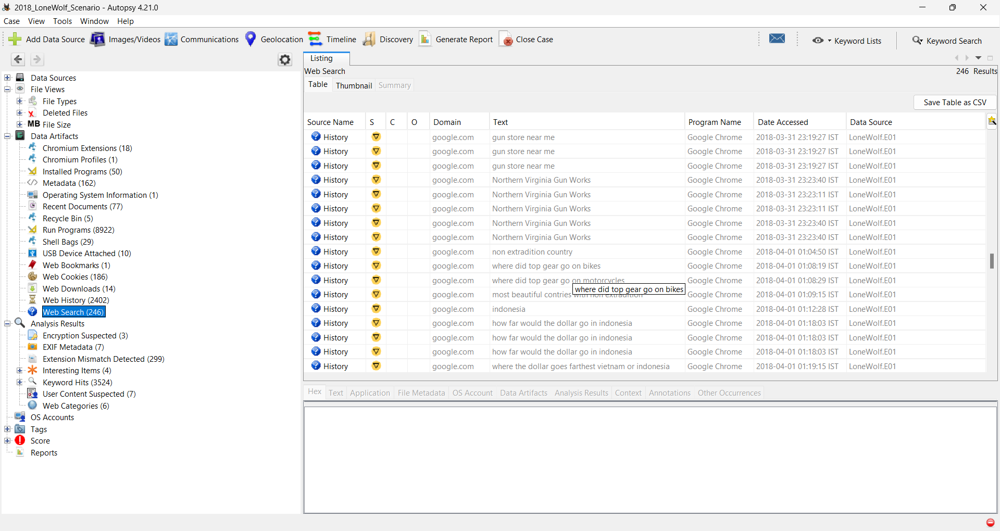 2018_LoneWolf_Scenario - Autopsy 4.21.0
Case View Tools Window Help
Add Data Source Images/Videos Communications Geolocation Timeline Discovery Generate Report Close Case Keyword Lists Keyword Search
Listing
Web Search 246 Results
Table Thumbnail Summary
Save Table as CSV
Data Sources
File Views
File Types
Deleted Files
MB File Size
Data Artifacts
Chromium Extensions (18)
Chromium Profiles (1)
Installed Programs (50)
Metadata (162)
Operating System Information (1)
Recent Documents (77)
Recycle Bin (5)
Run Programs (8922)
Shell Bags (29)
USB Device Attached (10)
Web Bookmarks (1)
Web Cookies (186)
Web Downloads (14)
Web History (2402)
Web Search (246)
Analysis Results
Encryption Suspected (3)
EXIF Metadata (7)
Extension Mismatch Detected (299)
Interesting Items (4)
Keyword Hits (3524)
User Content Suspected (7)
Web Categories (6)
OS Accounts
Tags
Score
Reports
Source Name S C O Domain Text Program Name Date Accessed Data Source
History google.com gun store near me Google Chrome 2018-03-31 23:19:27 IST LoneWolf.E01
History google.com gun store near me Google Chrome 2018-03-31 23:19:27 IST LoneWolf.E01
History google.com gun store near me Google Chrome 2018-03-31 23:19:27 IST LoneWolf.E01
History google.com Northern Virginia Gun Works Google Chrome 2018-03-31 23:23:40 IST LoneWolf.E01
History google.com Northern Virginia Gun Works Google Chrome 2018-03-31 23:23:11 IST LoneWolf.E01
History google.com Northern Virginia Gun Works Google Chrome 2018-03-31 23:23:11 IST LoneWolf.E01
History google.com Northern Virginia Gun Works Google Chrome 2018-03-31 23:23:40 IST LoneWolf.E01
History google.com Northern Virginia Gun Works Google Chrome 2018-03-31 23:23:40 IST LoneWolf.E01
History google.com non extradition country Google Chrome 2018-04-01 01:04:50 IST LoneWolf.E01
History google.com where did top gear go on bikes Google Chrome 2018-04-01 01:08:19 IST LoneWolf.E01
History google.com where did top gear go on motorcycles Google Chrome 2018-04-01 01:08:29 IST LoneWolf.E01
where did top gear go on bikes
History google.com most beautiful contries with non extradition Google Chrome 2018-04-01 01:09:15 IST LoneWolf.E01
History google.com indonesia Google Chrome 2018-04-01 01:12:28 IST LoneWolf.E01
History google.com how far would the dollar go in indonesia Google Chrome 2018-04-01 01:18:03 IST LoneWolf.E01
History google.com how far would the dollar go in indonesia Google Chrome 2018-04-01 01:18:03 IST LoneWolf.E01
History google.com how far would the dollar go in indonesia Google Chrome 2018-04-01 01:18:03 IST LoneWolf.E01
History google.com where the dollar goes farthest vietnam or indonesia Google Chrome 2018-04-01 01:19:15 IST LoneWolf.E01
Hex Text Application File Metadata OS Account Data Artifacts Analysis Results Context Annotations Other Occurrences